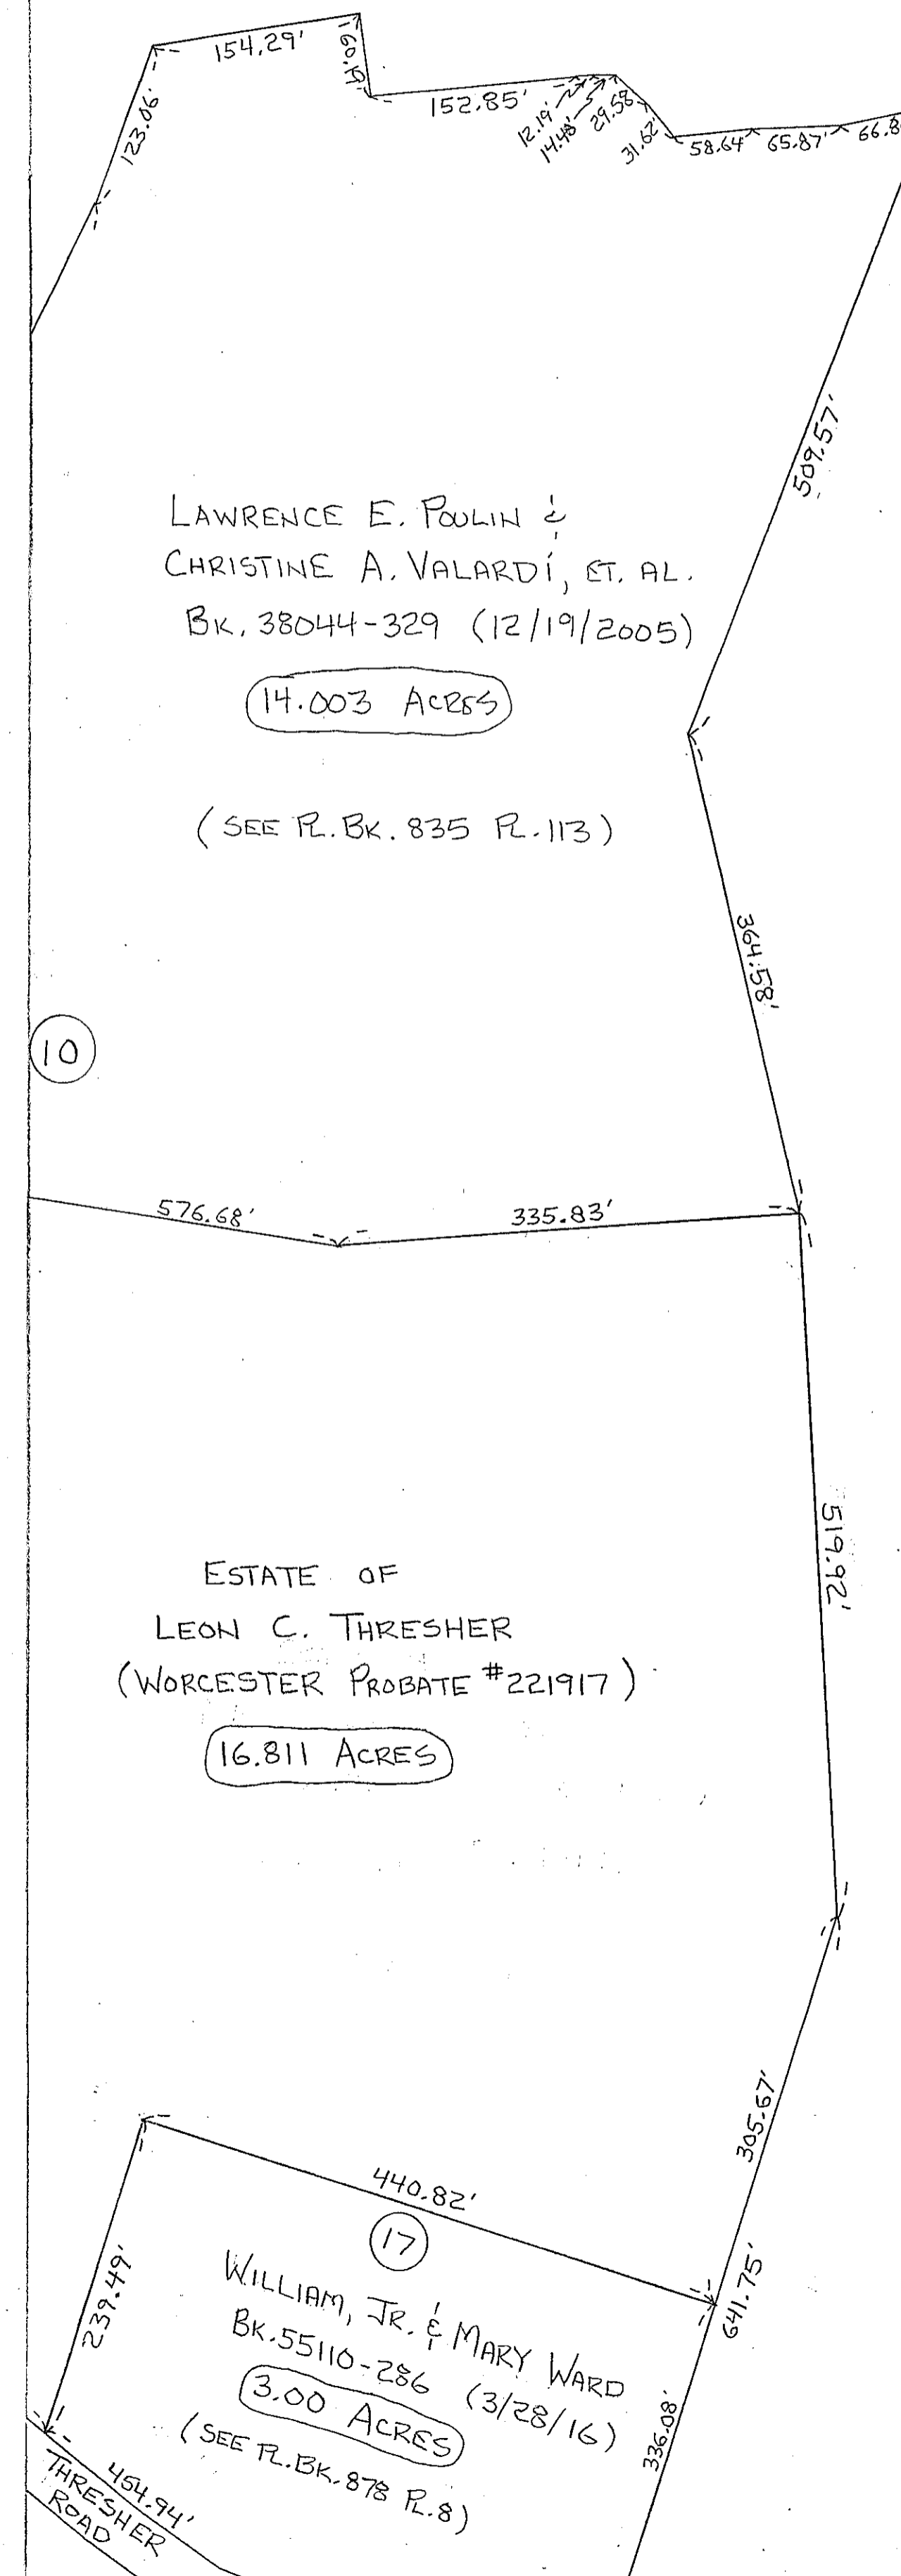 154.29'
60.19'
123.06'
152.85'
12.19'
14.48'
29.58'
31.62'
58.64'
65.87'
66.8
509.57'
LAWRENCE E. POULIN &
CHRISTINE A. VALARDI, ET. AL.
BK. 38044-329 (12/19/2005)
14.003 ACRES
(SEE PL. BK. 835 PL. 113)
364.58'
10
576.68'
335.83'
519.92'
ESTATE OF
LEON C. THRESHER
(WORCESTER PROBATE #221917)
16.811 ACRES
305.67'
440.82'
17
641.75'
239.49'
WILLIAM, JR. & MARY WARD
BK. 55110-286 (3/28/16)
3.00 ACRES
(SEE PL. BK. 878 PL. 8)
336.08'
454.94'
THRESHER
ROAD